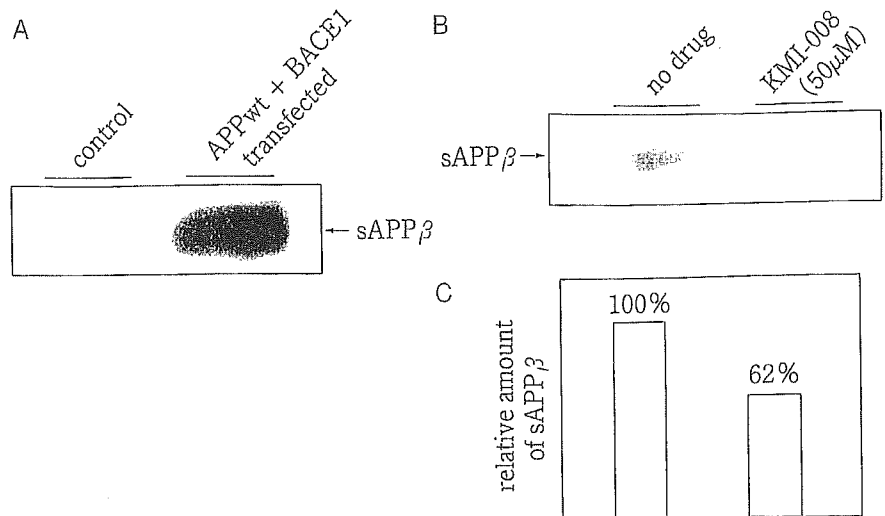 A
control
APPwt + BACE1
transfected
sAPPβ
B
no drug
KMI-008
(50μM)
sAPPβ
C
relative amount
of sAPPβ
100%
62%